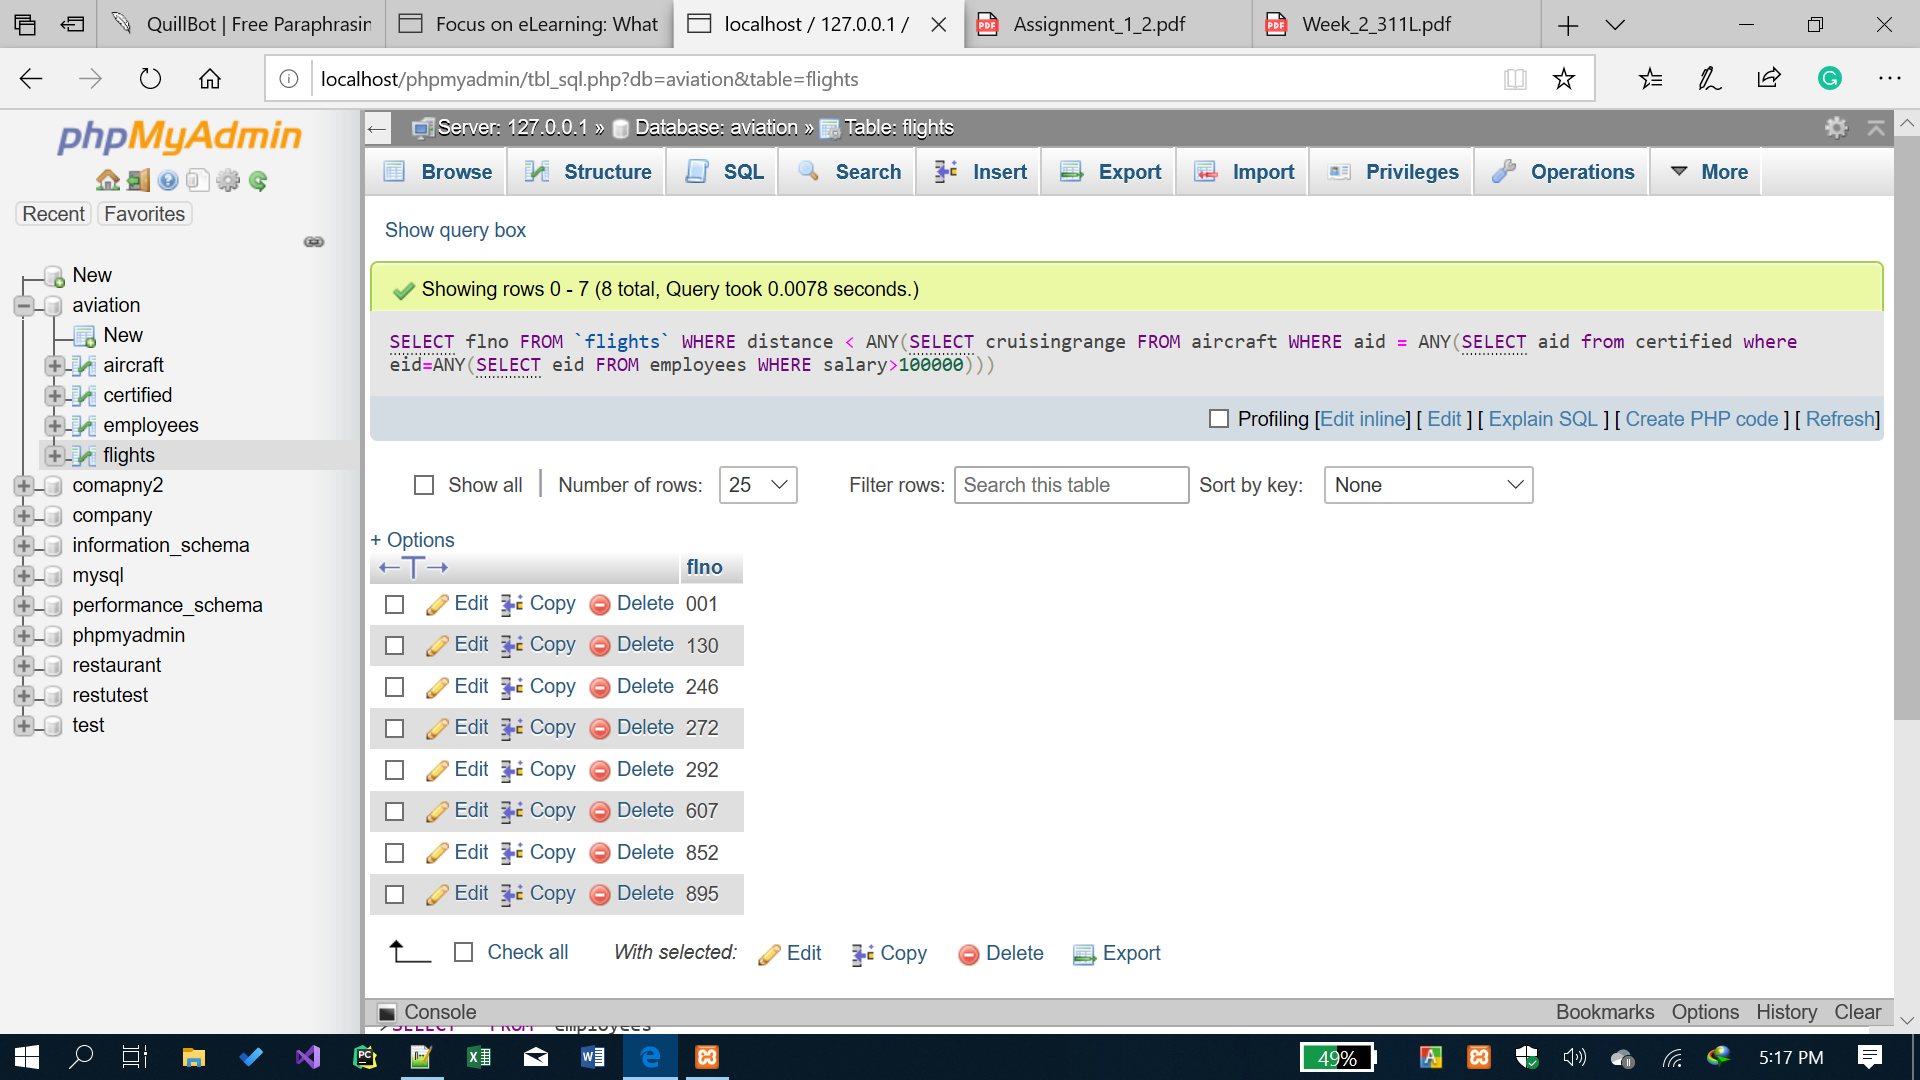 QuillBot | Free Paraphrasin
Focus on eLearning: What
localhost / 127.0.0.1 /
Assignment_1_2.pdf
Week_2_311L.pdf
localhost/phpmyadmin/tbl_sql.php?db=aviation&table=flights
phpMyAdmin
Recent Favorites
New
aviation
New
aircraft
certified
employees
flights
comapny2
company
information_schema
mysql
performance_schema
phpmyadmin
restaurant
restutest
test
Server: 127.0.0.1 » Database: aviation » Table: flights
Browse Structure SQL Search Insert Export Import Privileges Operations More
Show query box
Showing rows 0 - 7 (8 total, Query took 0.0078 seconds.)
SELECT flno FROM `flights` WHERE distance < ANY(SELECT cruisingrange FROM aircraft WHERE aid = ANY(SELECT aid from certified where
eid=ANY(SELECT eid FROM employees WHERE salary>100000)))
Profiling [Edit inline] [ Edit ] [ Explain SQL ] [ Create PHP code ] [ Refresh]
Show all Number of rows: 25 Filter rows: Search this table Sort by key: None
+ Options
←T→ flno
Edit Copy Delete 001
Edit Copy Delete 130
Edit Copy Delete 246
Edit Copy Delete 272
Edit Copy Delete 292
Edit Copy Delete 607
Edit Copy Delete 852
Edit Copy Delete 895
Check all With selected: Edit Copy Delete Export
Console Bookmarks Options History Clear
>SELECT * FROM `employees`
49% 5:17 PM